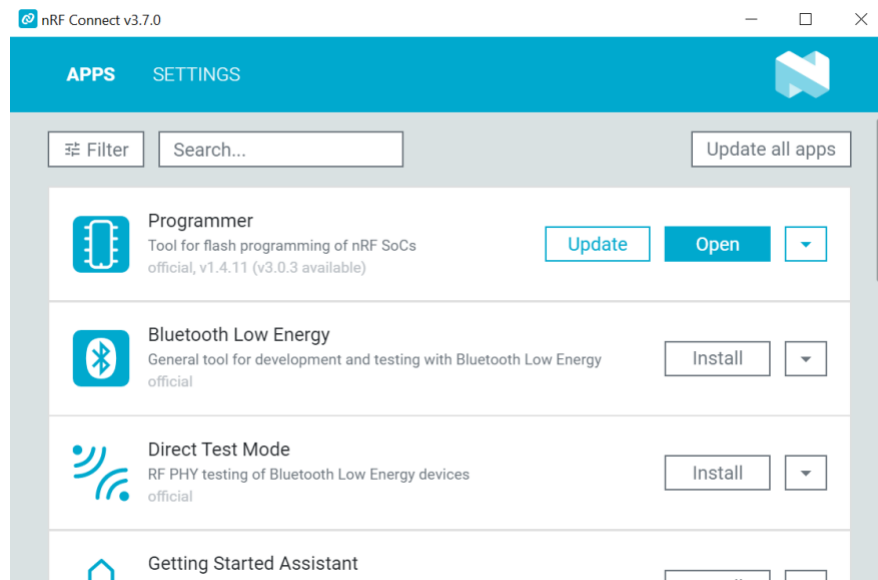 nRF Connect v3.7.0
APPS SETTINGS
Filter Search... Update all apps
Programmer
Tool for flash programming of nRF SoCs
official, v1.4.11 (v3.0.3 available)
Update Open
Bluetooth Low Energy
General tool for development and testing with Bluetooth Low Energy
official
Install
Direct Test Mode
RF PHY testing of Bluetooth Low Energy devices
official
Install
Getting Started Assistant